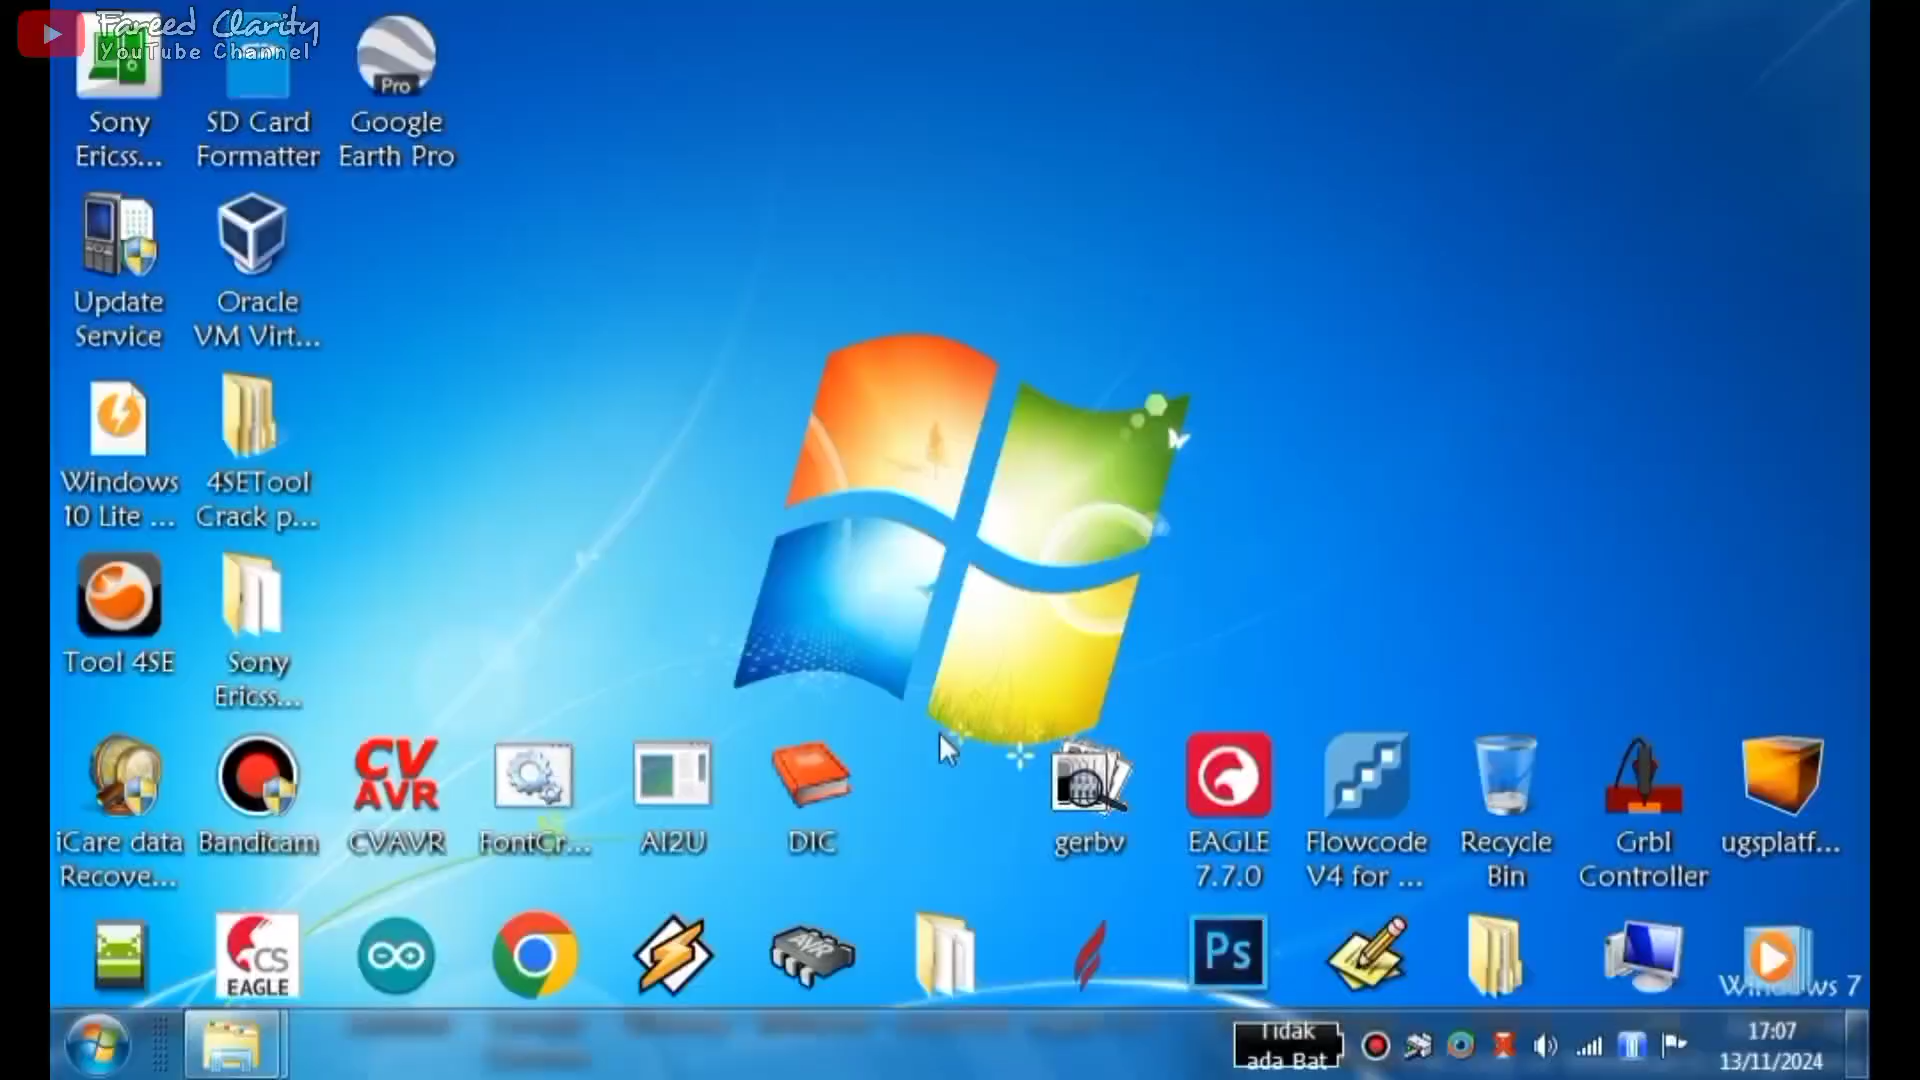 Fareed Clarity
YouTube Channel
Pro
Sony
Ericss...
SD Card
Formatter
Google
Earth Pro
Update
Service
Oracle
VM Virt...
Windows
10 Lite ...
4SETool
Crack p...
Tool 4SE
Sony
Ericss...
CV
AVR
iCare data
Recove...
Bandicam
CVAVR
FontCr...
AI2U
DIC
gerbv
EAGLE
7.7.0
Flowcode
V4 for ...
Recycle
Bin
Grbl
Controller
ugsplatf...
CS
EAGLE
AVR
Ps
Windows 7
Tidak
ada Bat
17:07
13/11/2024